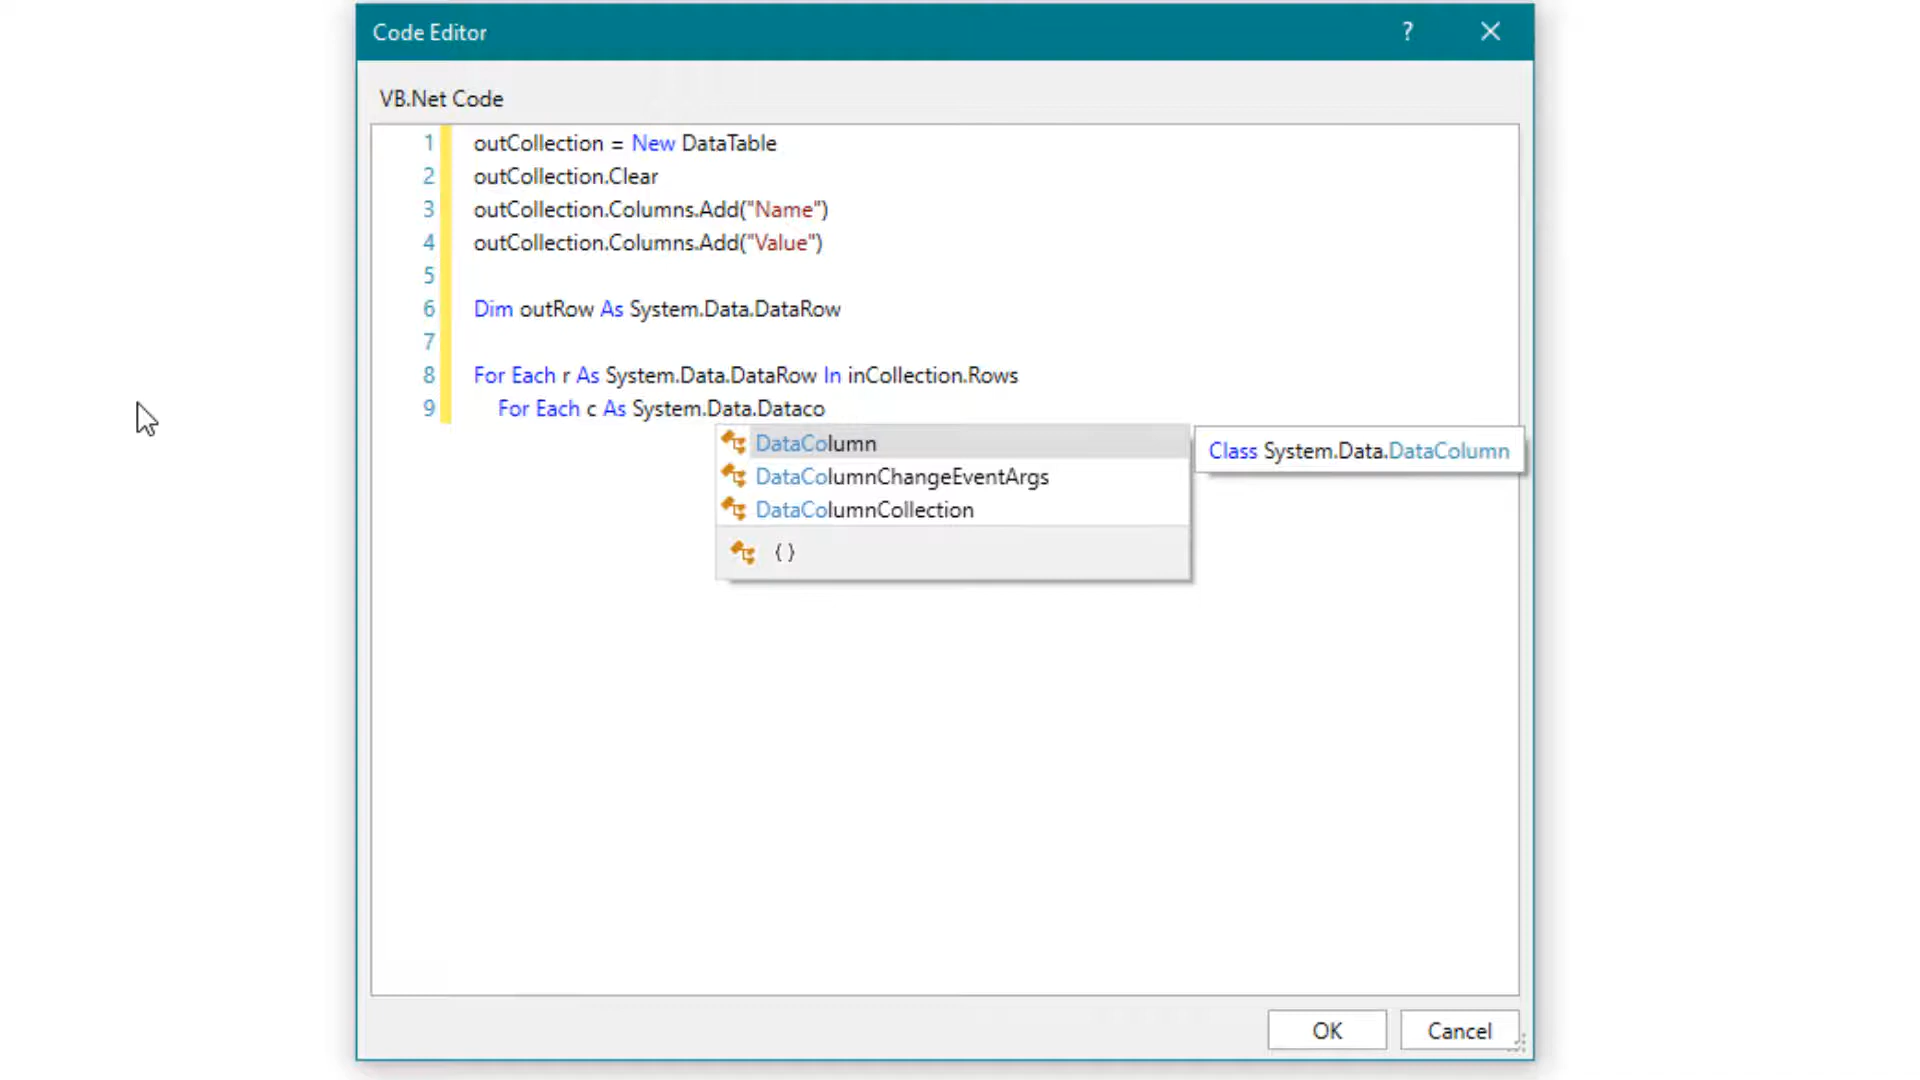 Code Editor
?
VB.Net Code
1 outCollection = New DataTable
2 outCollection.Clear
3 outCollection.Columns.Add("Name")
4 outCollection.Columns.Add("Value")
5
6 Dim outRow As System.Data.DataRow
7
8 For Each r As System.Data.DataRow In inCollection.Rows
9 For Each c As System.Data.Dataco
DataColumn
Class System.Data.DataColumn
DataColumnChangeEventArgs
DataColumnCollection
{}
OK
Cancel